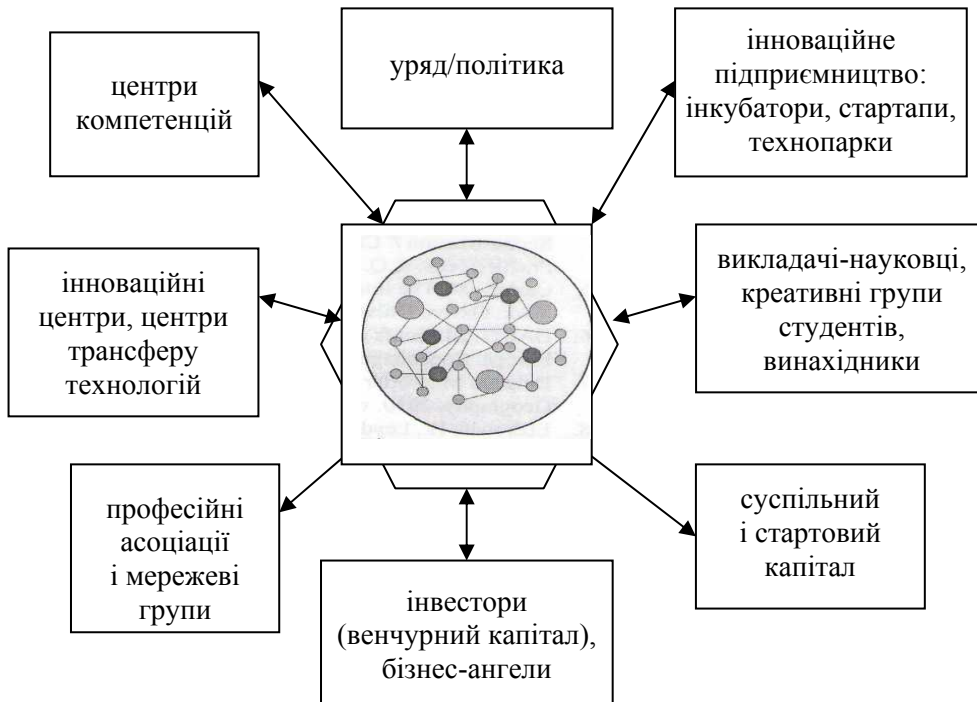 центри
компетенцій
уряд/політика
інноваційне
підприємництво:
інкубатори, стартапи,
технопарки
інноваційні
центри, центри
трансферу
технологій
викладачі-науковці,
креативні групи
студентів,
винахідники
професійні
асоціації
і мережеві
групи
інвестори
(венчурний капітал),
бізнес-ангели
суспільний
і стартовий
капітал